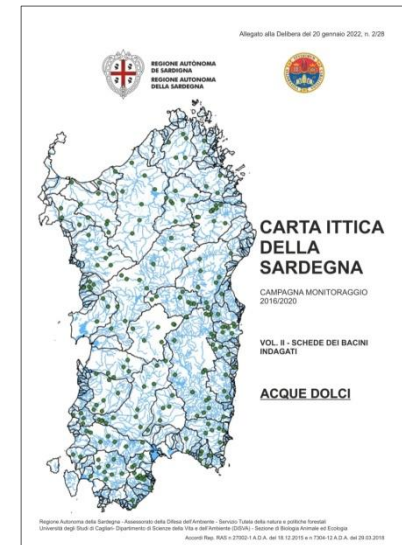 Allegato alla Delibera del 20 gennaio 2022, n. 2/28
REGIONE AUTÒNOMA
DE SARDIGNA
REGIONE AUTONOMA
DELLA SARDEGNA
CARTA ITTICA
DELLA
SARDEGNA
CAMPAGNA MONITORAGGIO
2016/2020
VOL. II - SCHEDE DEI BACINI
INDAGATI
ACQUE DOLCI
Regione Autonoma della Sardegna - Assessorato della Difesa dell'Ambiente - Servizio Tutela della natura e politiche forestali
Università degli Studi di Cagliari- Dipartimento di Scienze della Vita e dell'Ambiente (DiSVA) - Sezione di Biologia Animale ed Ecologia
Accordi Rep. RAS n 27002-1 A.D.A. del 18.12.2015 e n 7304-12 A.D.A. del 29.03.2018